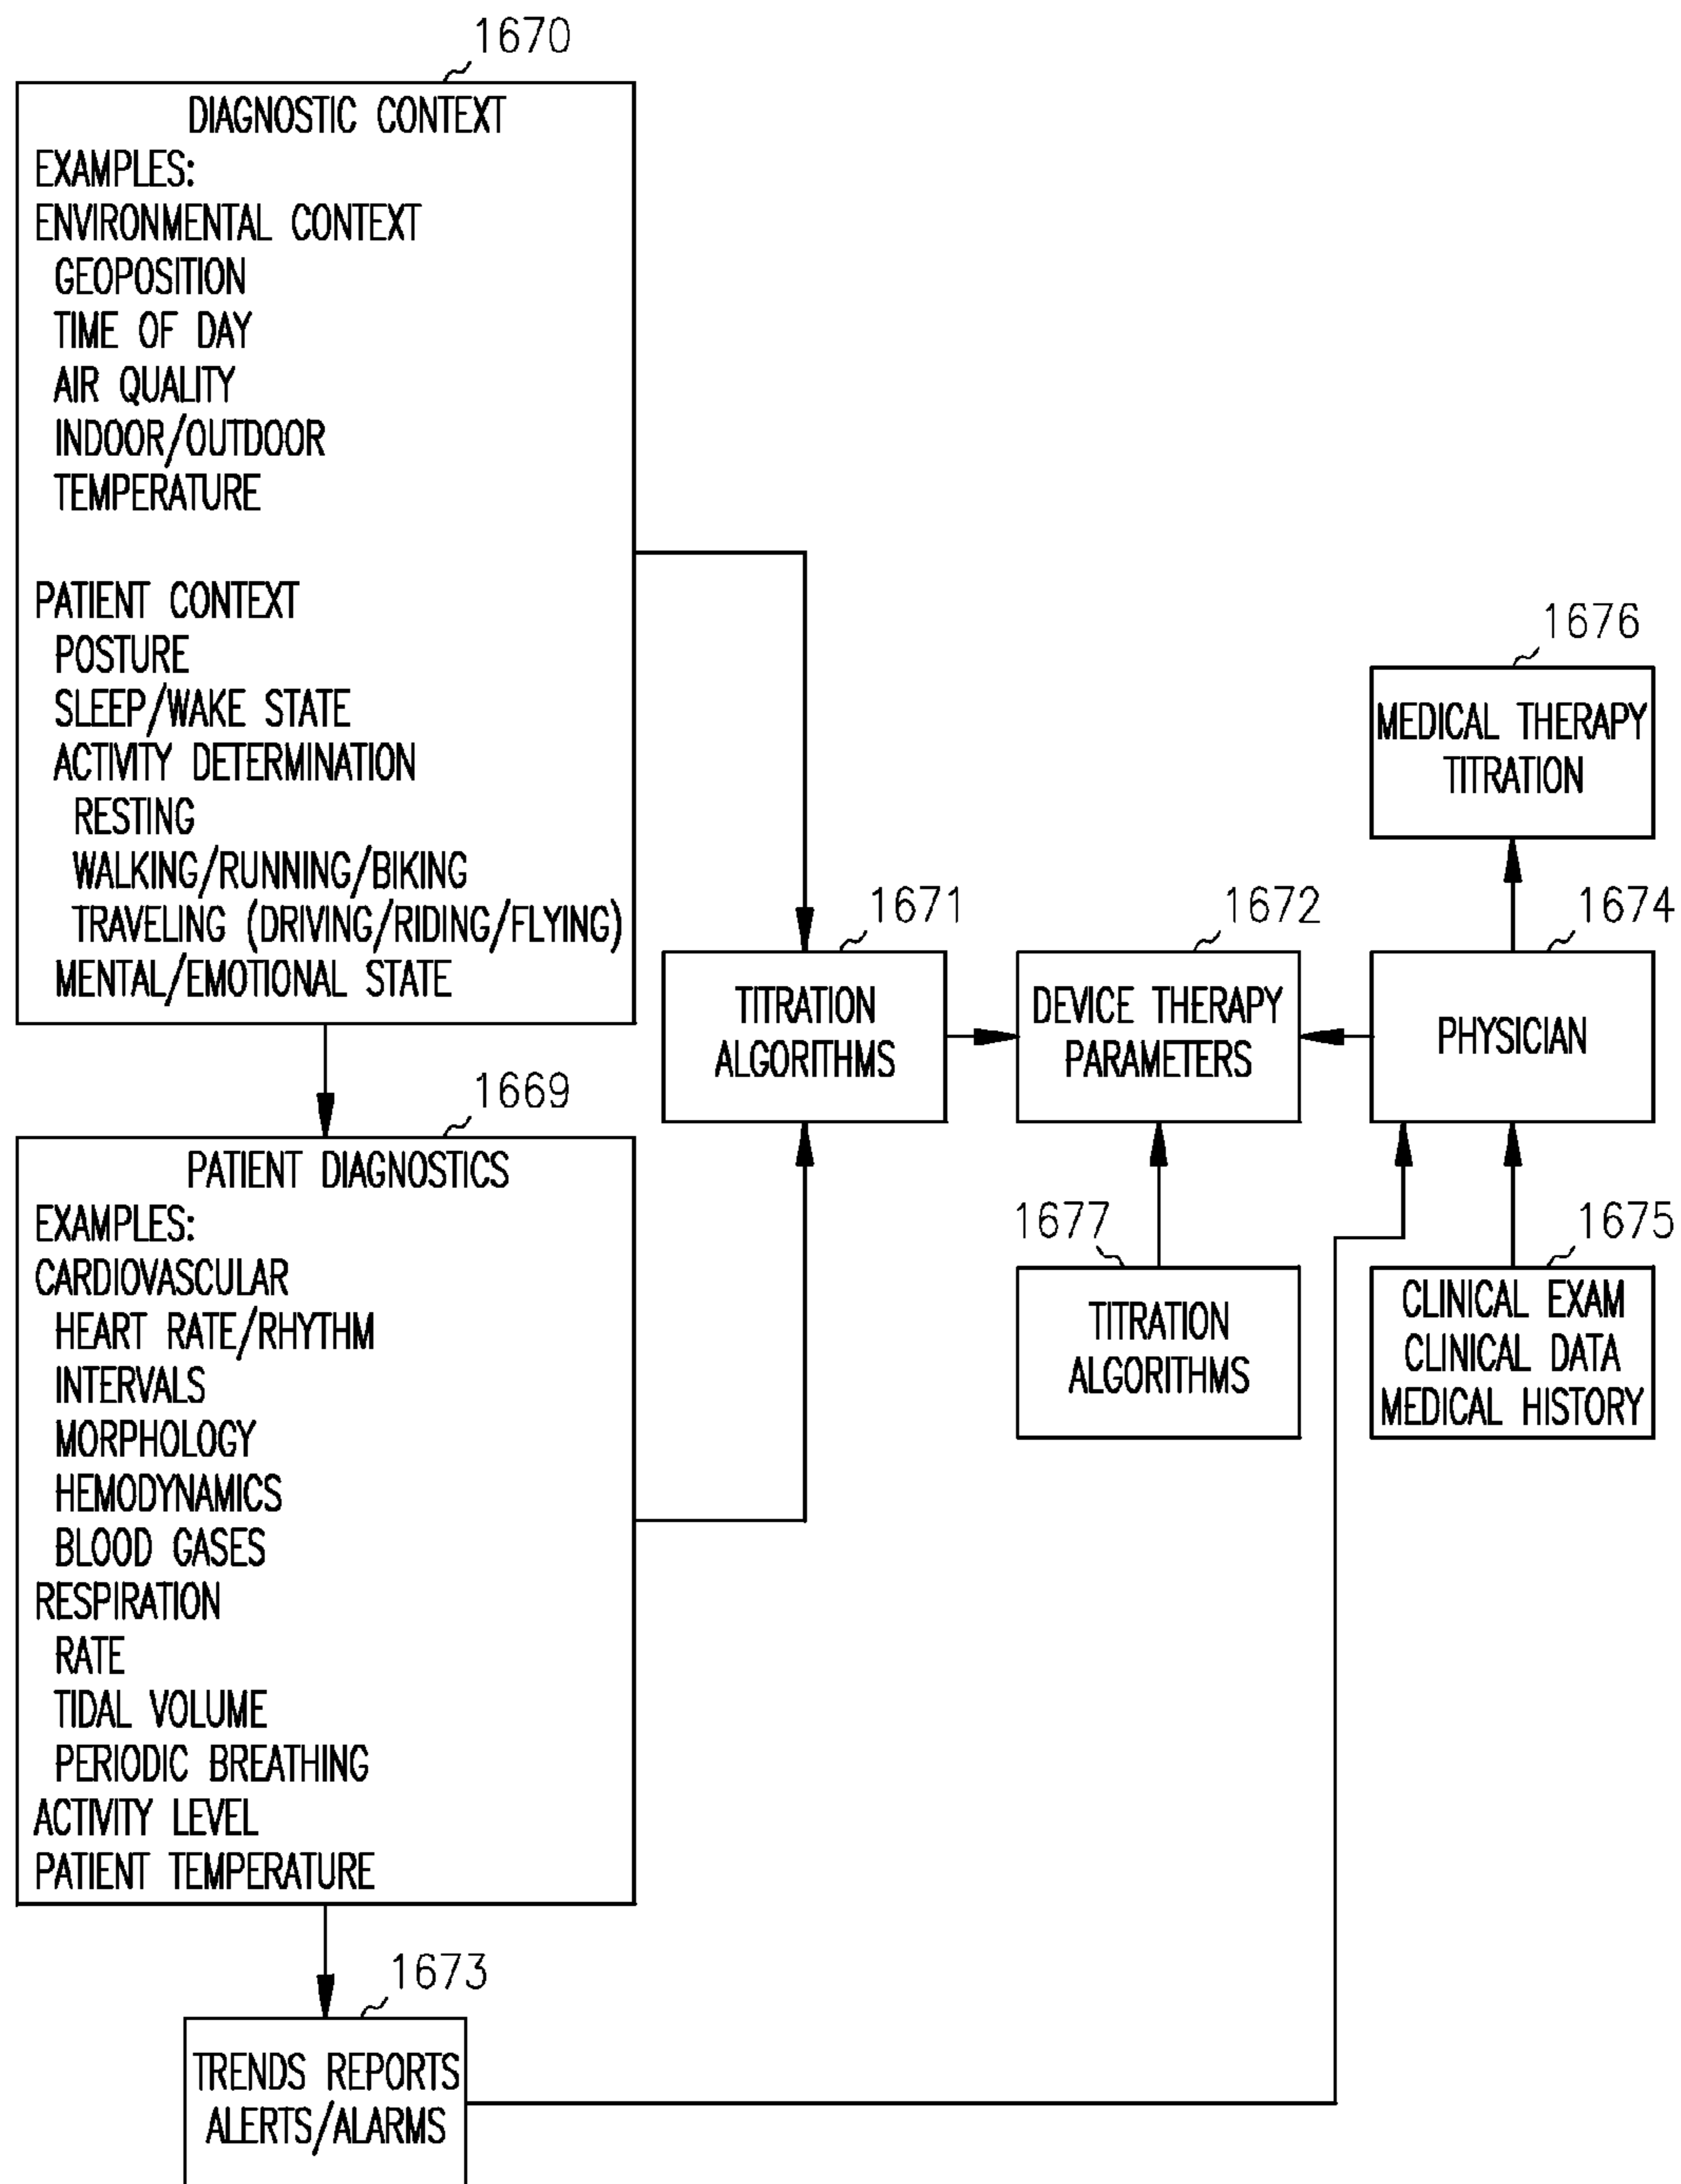 1670
DIAGNOSTIC CONTEXT
EXAMPLES:
ENVIRONMENTAL CONTEXT
GEOPOSITION
TIME OF DAY
AIR QUALITY
INDOOR/OUTDOOR
TEMPERATURE
PATIENT CONTEXT
POSTURE
SLEEP/WAKE STATE
ACTIVITY DETERMINATION
RESTING
WALKING/RUNNING/BIKING
TRAVELING (DRIVING/RIDING/FLYING)
MENTAL/EMOTIONAL STATE
1669
PATIENT DIAGNOSTICS
EXAMPLES:
CARDIOVASCULAR
HEART RATE/RHYTHM
INTERVALS
MORPHOLOGY
HEMODYNAMICS
BLOOD GASES
RESPIRATION
RATE
TIDAL VOLUME
PERIODIC BREATHING
ACTIVITY LEVEL
PATIENT TEMPERATURE
1673
TRENDS REPORTS
ALERTS/ALARMS
1671
TITRATION
ALGORITHMS
1672
DEVICE THERAPY
PARAMETERS
1677
TITRATION
ALGORITHMS
1676
MEDICAL THERAPY
TITRATION
1674
PHYSICIAN
1675
CLINICAL EXAM
CLINICAL DATA
MEDICAL HISTORY